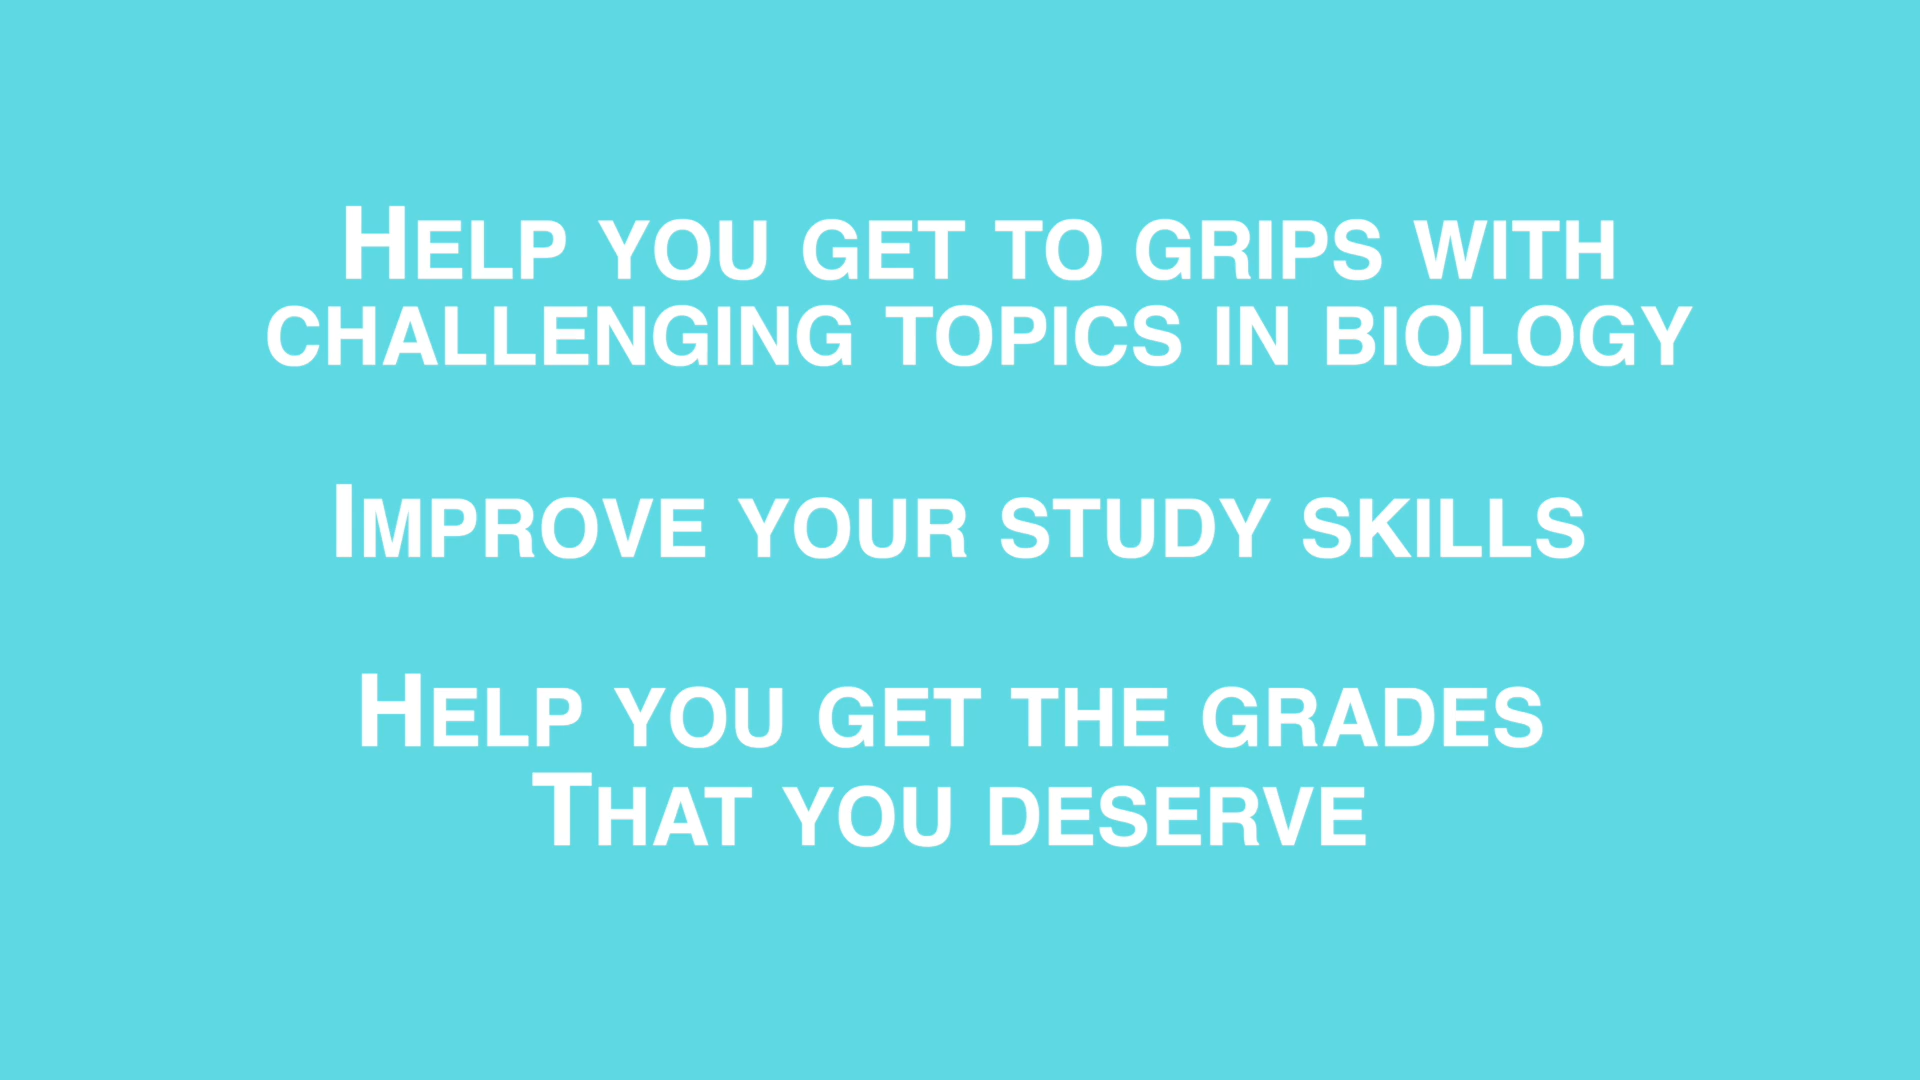 Help you get to grips with
challenging topics in biology
Improve your study skills
Help you get the grades
That you deserve